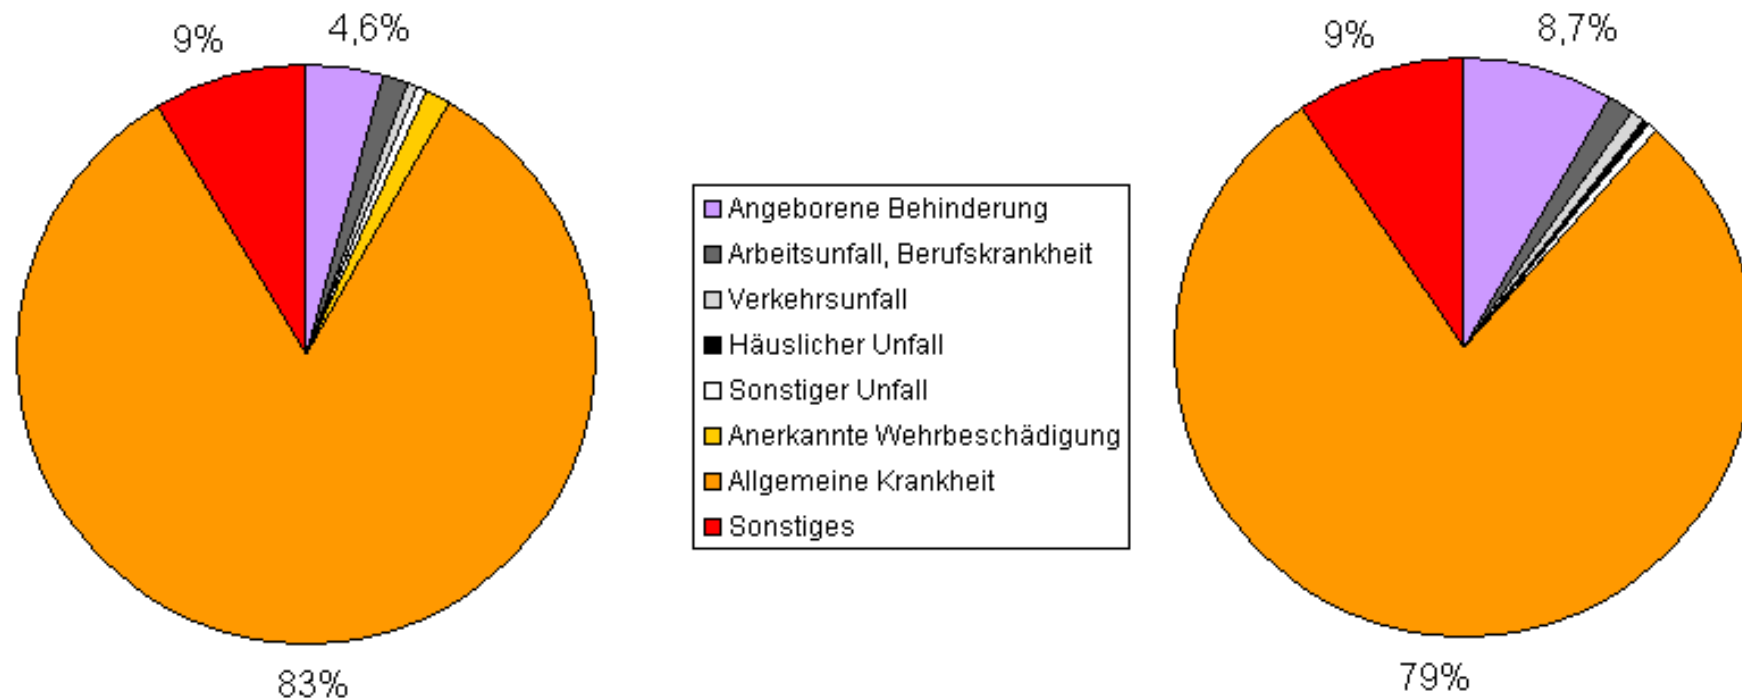 9%
4,6%
83%
Angeborene Behinderung
Arbeitsunfall, Berufskrankheit
Verkehrsunfall
Häuslicher Unfall
Sonstiger Unfall
Anerkannte Wehrbeschädigung
Allgemeine Krankheit
Sonstiges
9%
8,7%
79%